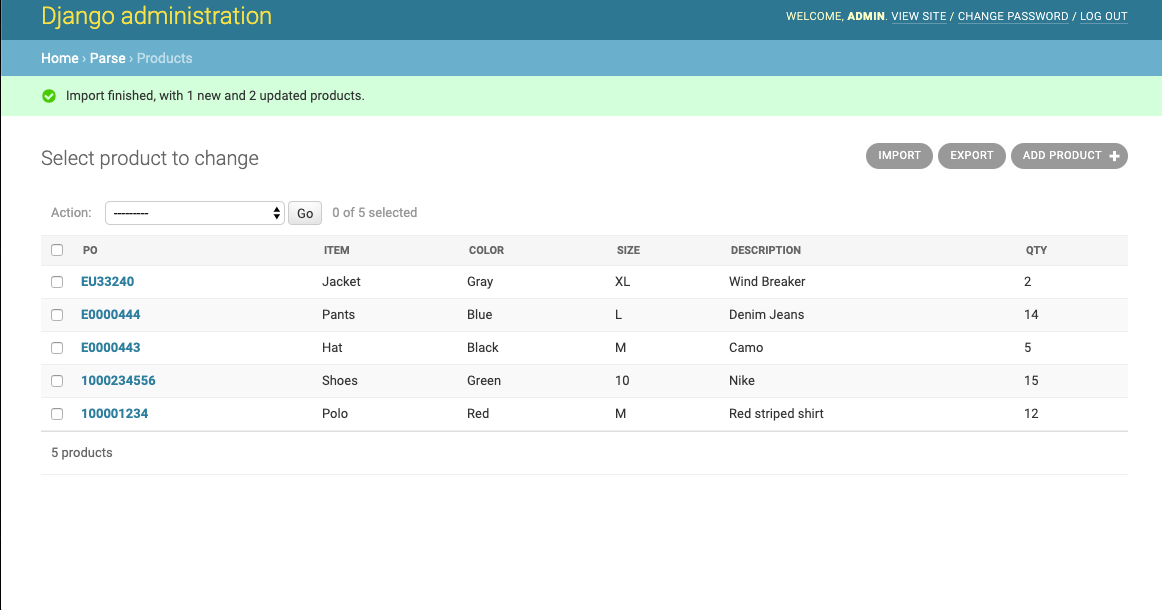 Django administration
WELCOME, ADMIN. VIEW SITE / CHANGE PASSWORD / LOG OUT
Home › Parse › Products
Import finished, with 1 new and 2 updated products.
Select product to change
IMPORT EXPORT ADD PRODUCT +
Action: --------- Go 0 of 5 selected
PO ITEM COLOR SIZE DESCRIPTION QTY
EU33240 Jacket Gray XL Wind Breaker 2
E0000444 Pants Blue L Denim Jeans 14
E0000443 Hat Black M Camo 5
1000234556 Shoes Green 10 Nike 15
100001234 Polo Red M Red striped shirt 12
5 products